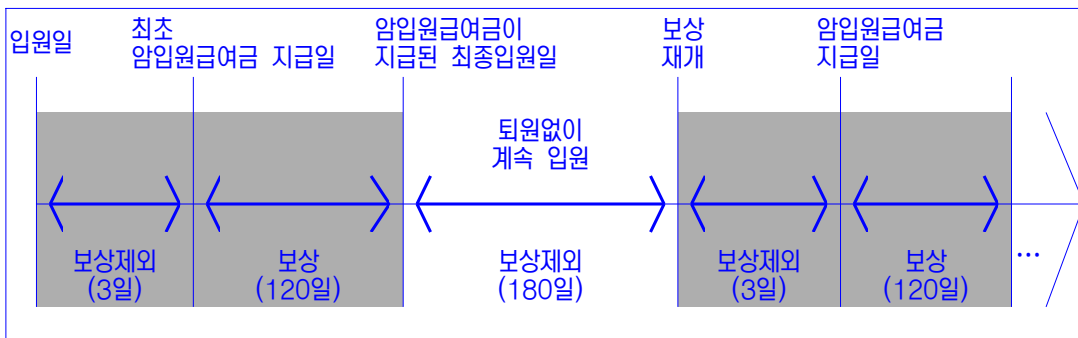 입원일
최초
암입원급여금 지급일
암입원급여금이
지급된 최종입원일
보상
재개
암입원급여금
지급일
퇴원없이
계속 입원
보상제외
(3일)
보상
(120일)
보상제외
(180일)
보상제외
(3일)
보상
(120일)
...